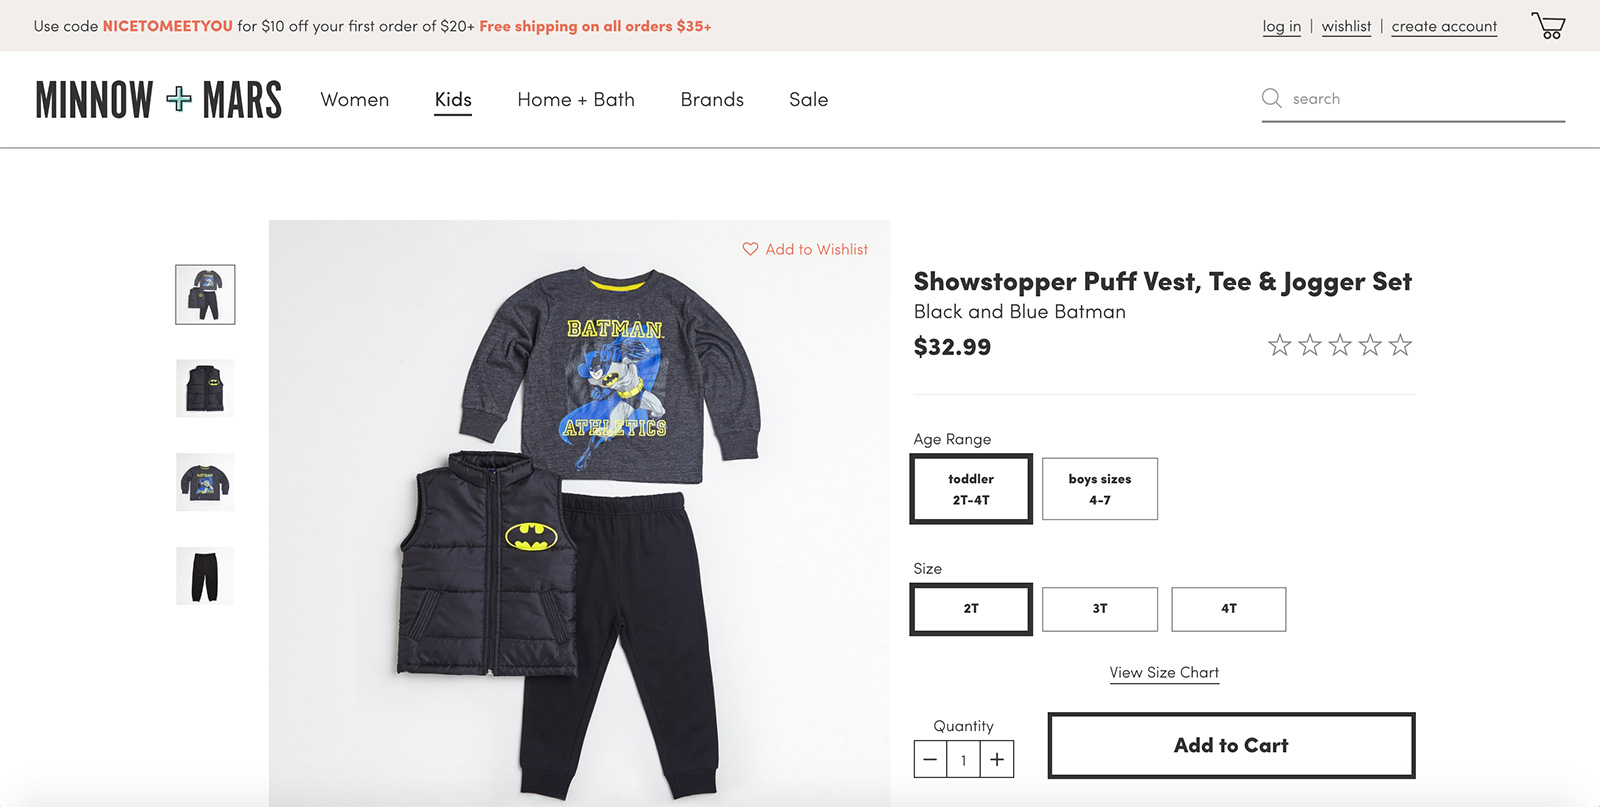 Use code NICETOMEETYOU for $10 off your first order of $20+ Free shipping on all orders $35+
log in | wishlist | create account
MINNOW + MARS
Women Kids Home + Bath Brands Sale
search
Add to Wishlist
BATMAN
ATHLETICS
Showstopper Puff Vest, Tee & Jogger Set
Black and Blue Batman
$32.99
Age Range
toddler
2T-4T
boys sizes
4-7
Size
2T 3T 4T
View Size Chart
Quantity
− 1 +
Add to Cart